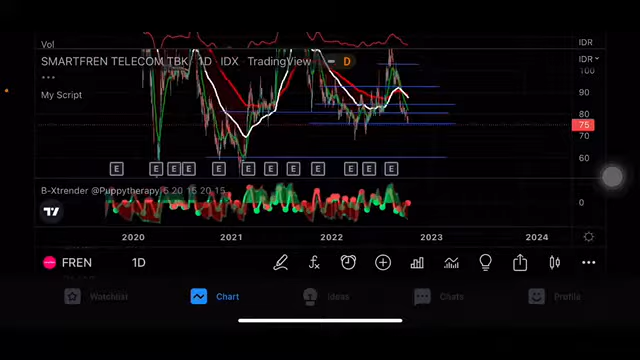 Vol
IDR
SMARTFREN TELECOM TBK 1D IDX TradingView D
IDR
100
My Script
90
80
75
70
60
E E E E E E E E E E E E
B-Xtrender @Puppytherapy 5 20 15 20 15
0
2020 2021 2022 2023 2024
FREN 1D
Watchlist Chart Ideas Chats Profile